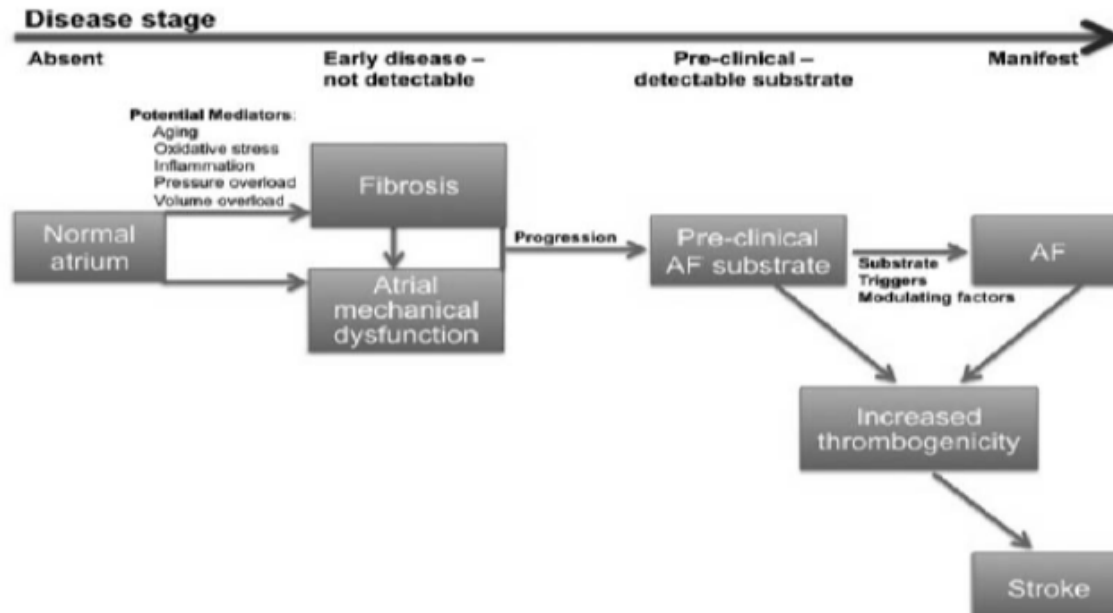 Disease stage
Absent
Early disease –
not detectable
Pre-clinical –
detectable substrate
Manifest
Potential Mediators:
Aging
Oxidative stress
Inflammation
Pressure overload
Volume overload
Normal
atrium
Fibrosis
Atrial
mechanical
dysfunction
Progression
Pre-clinical
AF substrate
Substrate
Triggers
Modulating factors
AF
Increased
thrombogenicity
Stroke